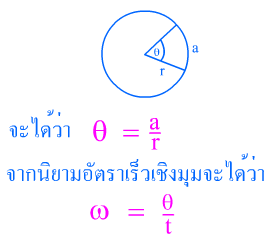 a
θ
r
จะได้ว่า θ = a/r
จากนิยามอัตราเร็วเชิงมุมจะได้ว่า
ω = θ/t